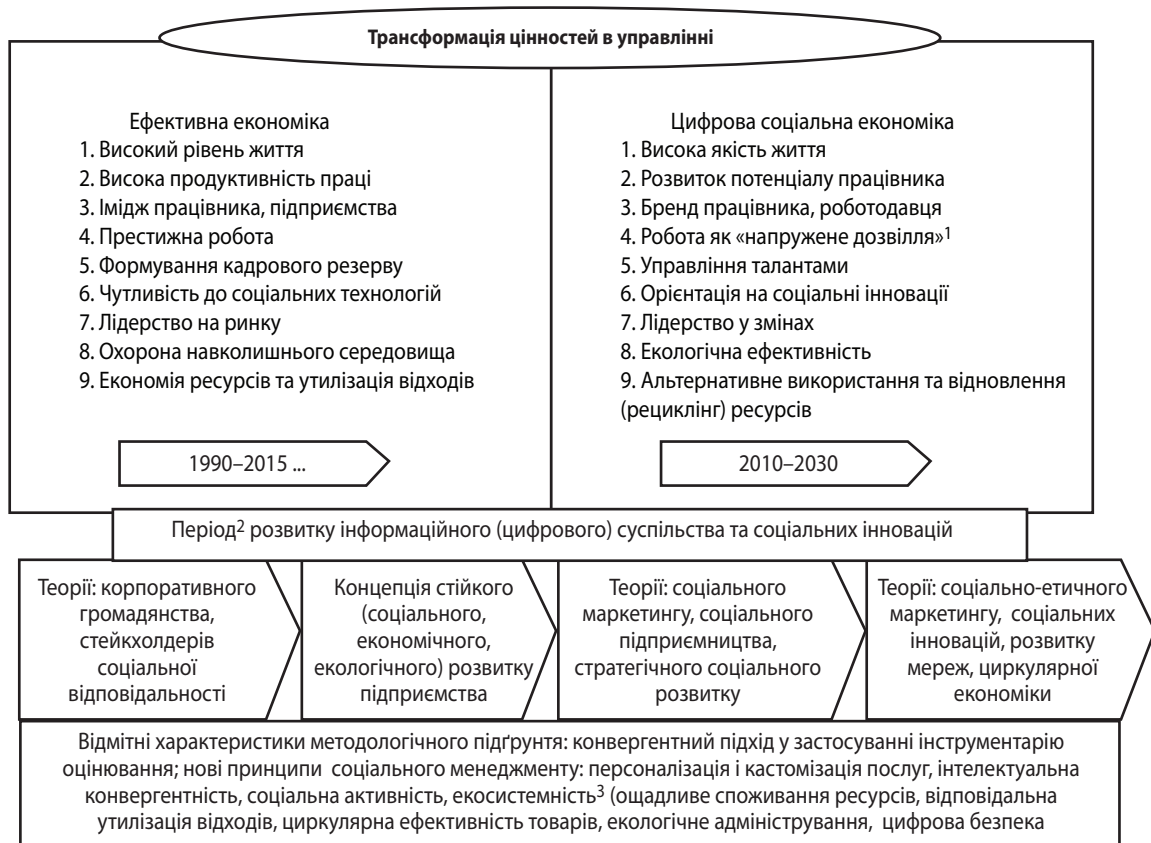 Трансформація цінностей в управлінні
Ефективна економіка
1. Високий рівень життя
2. Висока продуктивність праці
3. Імідж працівника, підприємства
4. Престижна робота
5. Формування кадрового резерву
6. Чутливість до соціальних технологій
7. Лідерство на ринку
8. Охорона навколишнього середовища
9. Економія ресурсів та утилізація відходів
1990–2015 ...
Цифрова соціальна економіка
1. Висока якість життя
2. Розвиток потенціалу працівника
3. Бренд працівника, роботодавця
4. Робота як «напружене дозвілля»1
5. Управління талантами
6. Орієнтація на соціальні інновації
7. Лідерство у змінах
8. Екологічна ефективність
9. Альтернативне використання та відновлення
(рециклінг) ресурсів
2010–2030
Період2 розвитку інформаційного (цифрового) суспільства та соціальних інновацій
Теорії: корпоративного
громадянства,
стейкхолдерів
соціальної
відповідальності
Концепція стійкого
(соціального,
економічного,
екологічного) розвитку
підприємства
Теорії: соціального
маркетингу, соціального
підприємництва,
стратегічного соціального
розвитку
Теорії: соціально-етичного
маркетингу, соціальних
інновацій, розвитку
мереж, циркулярної
економіки
Відмітні характеристики методологічного підґрунтя: конвергентний підхід у застосуванні інструментарію
оцінювання; нові принципи соціального менеджменту: персоналізація і кастомізація послуг, інтелектуальна
конвергентність, соціальна активність, екосистемність3 (ощадливе споживання ресурсів, відповідальна
утилізація відходів, циркулярна ефективність товарів, екологічне адміністрування, цифрова безпека